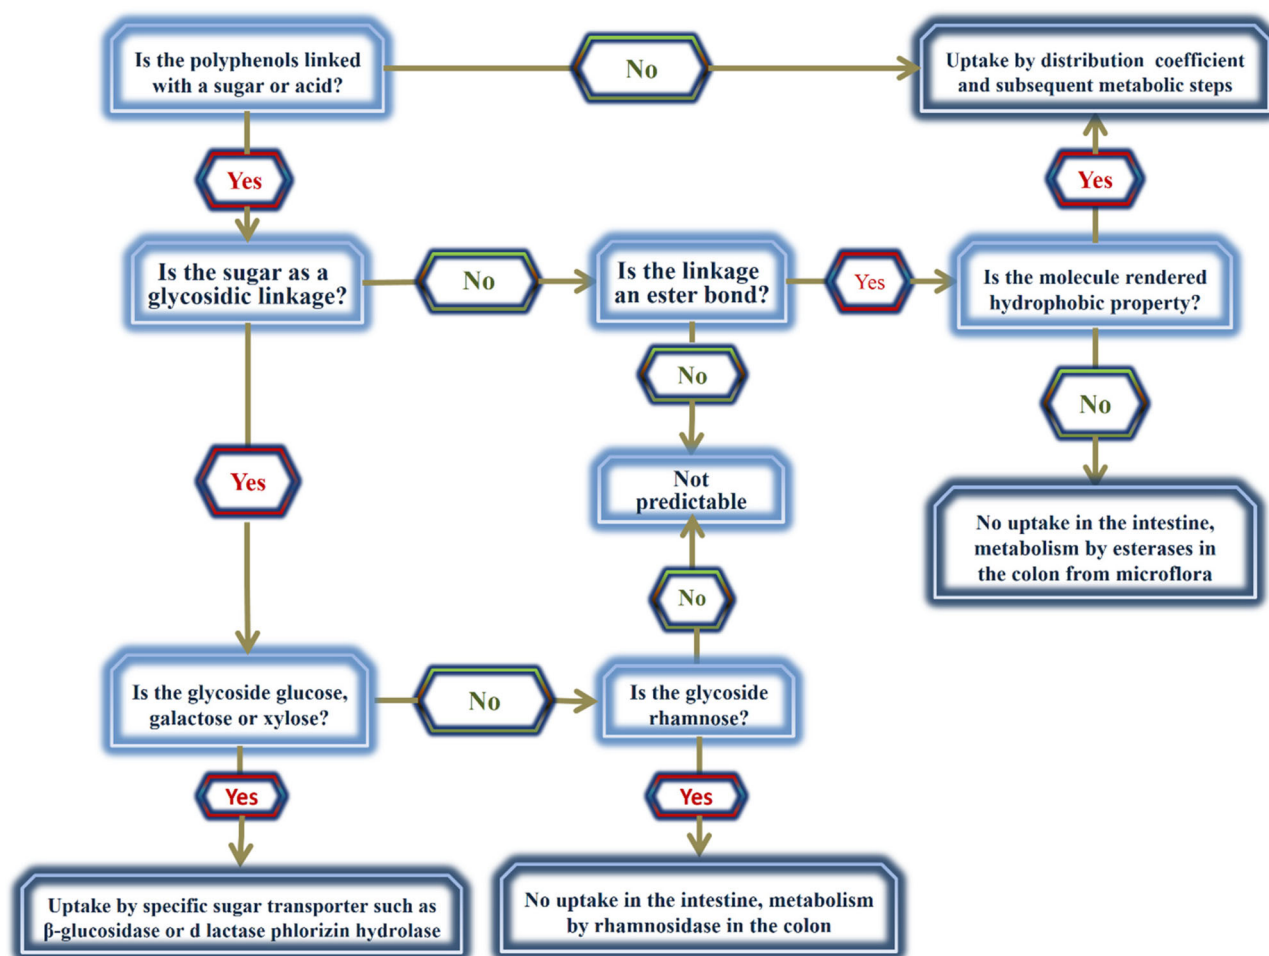 Is the polyphenols linked
with a sugar or acid?
No
Uptake by distribution coefficient
and subsequent metabolic steps
Yes
Yes
Is the sugar as a
glycosidic linkage?
No
Is the linkage
an ester bond?
Yes
Is the molecule rendered
hydrophobic property?
No
No
Yes
Not
predictable
No uptake in the intestine,
metabolism by esterases in
the colon from microflora
No
Is the glycoside glucose,
galactose or xylose?
No
Is the glycoside
rhamnose?
Yes
Yes
Uptake by specific sugar transporter such as
β-glucosidase or d lactase phlorizin hydrolase
No uptake in the intestine, metabolism
by rhamnosidase in the colon